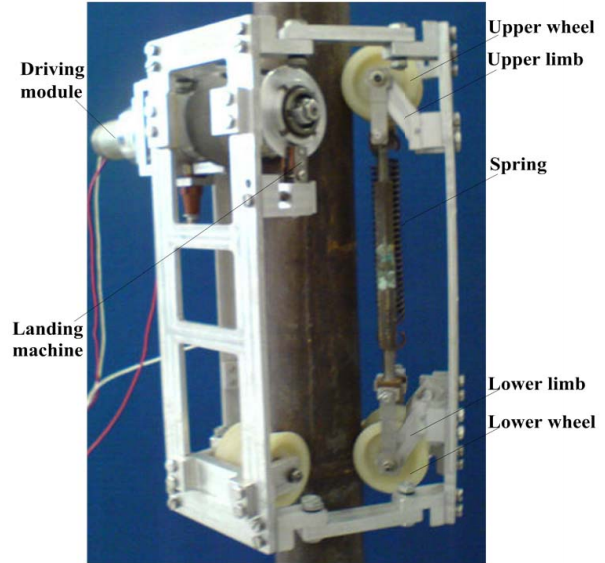 Upper wheel
Upper limb
Driving
module
Spring
Landing
machine
Lower limb
Lower wheel